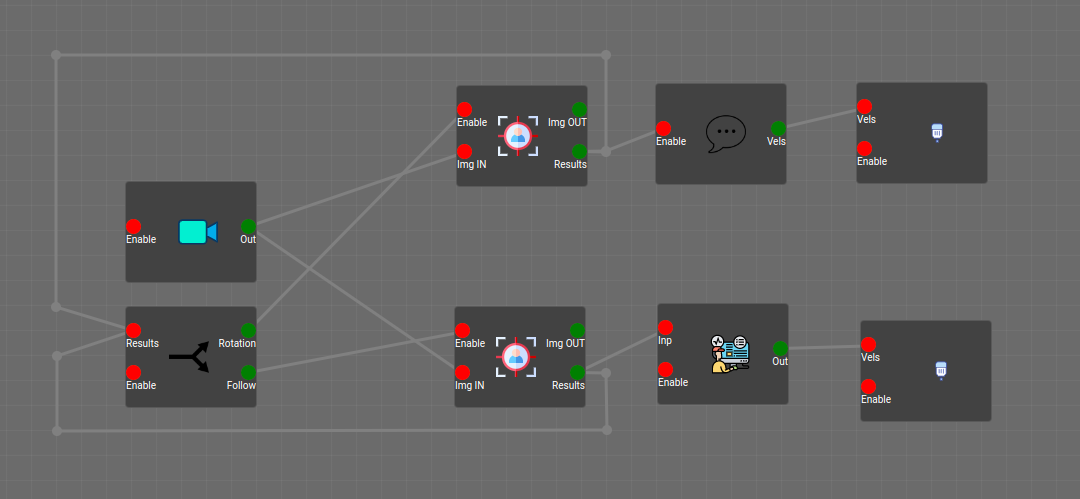 Enable
Img IN
Img OUT
Results
Enable
Vels
Vels
Enable
Enable
Out
Results
Enable
Rotation
Follow
Enable
Img IN
Img OUT
Results
Inp
Enable
Out
Vels
Enable